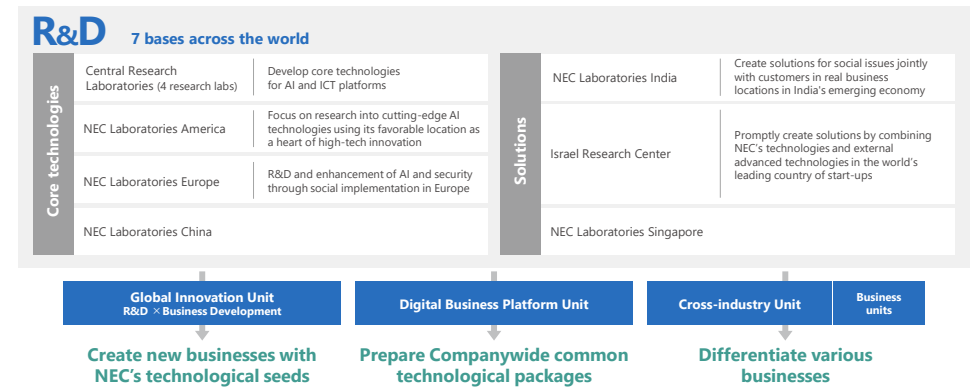 R&D 7 bases across the world
Core technologies
Central Research
Laboratories (4 research labs)
Develop core technologies
for AI and ICT platforms
NEC Laboratories America
Focus on research into cutting-edge AI
technologies using its favorable location as
a heart of high-tech innovation
NEC Laboratories Europe
R&D and enhancement of AI and security
through social implementation in Europe
NEC Laboratories China
Solutions
NEC Laboratories India
Create solutions for social issues jointly
with customers in real business
locations in India's emerging economy
Israel Research Center
Promptly create solutions by combining
NEC's technologies and external
advanced technologies in the world's
leading country of start-ups
NEC Laboratories Singapore
Global Innovation Unit
R&D ×Business Development
Digital Business Platform Unit
Cross-industry Unit
Business
units
Create new businesses with
NEC's technological seeds
Prepare Companywide common
technological packages
Differentiate various
businesses